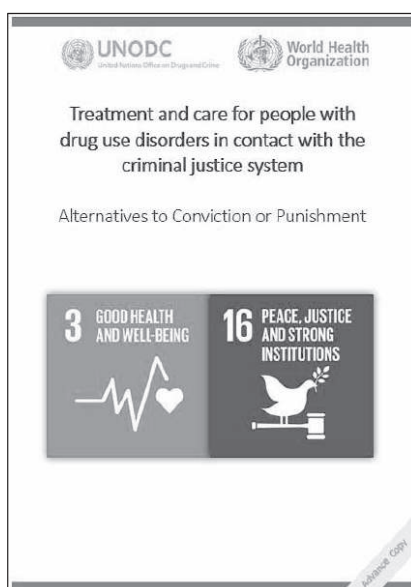 UNODC
United Nations Office on Drugs and Crime
World Health
Organization
Treatment and care for people with
drug use disorders in contact with the
criminal justice system
Alternatives to Conviction or Punishment
3 GOOD HEALTH
AND WELL-BEING
16 PEACE, JUSTICE
AND STRONG
INSTITUTIONS
Advance Copy